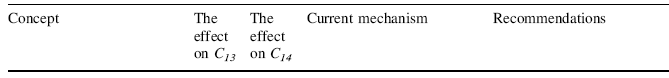 Concept The The Current mechanism Recommendations
effect effect
on C13 on C14